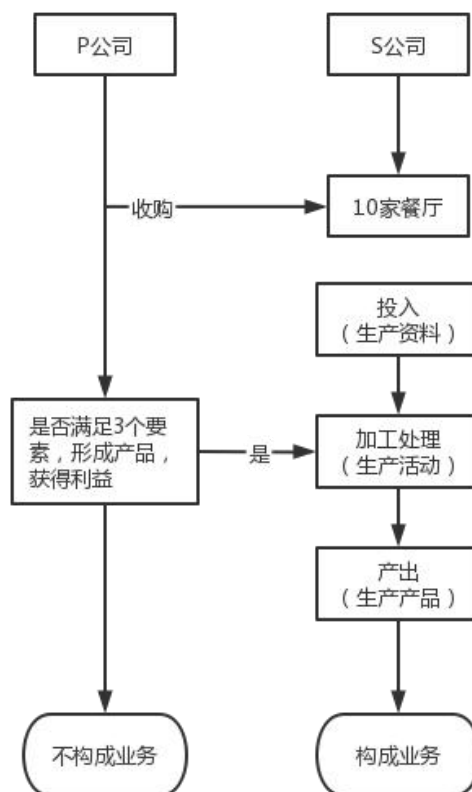 P公司
S公司
收购
10家餐厅
投入
（生产资料）
是否满足3个要
素，形成产品，
获得利益
是
加工处理
（生产活动）
产出
（生产产品）
不构成业务
构成业务